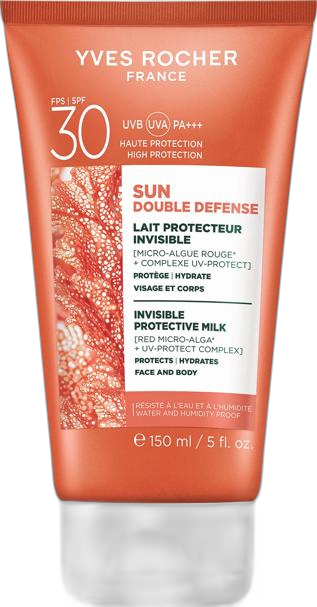 YVES ROCHER
FRANCE
FPS | SPF
30
UVB UVA PA+++
HAUTE PROTECTION
HIGH PROTECTION
SUN
DOUBLE DEFENSE
LAIT PROTECTEUR
INVISIBLE
[MICRO-ALGUE ROUGE*
+ COMPLEXE UV-PROTECT]
PROTÈGE | HYDRATE
VISAGE ET CORPS
INVISIBLE
PROTECTIVE MILK
[RED MICRO-ALGA*
+ UV-PROTECT COMPLEX]
PROTECTS | HYDRATES
FACE AND BODY
RÉSISTE À L'EAU ET À L'HUMIDITÉ
WATER AND HUMIDITY PROOF
℮ 150 ml / 5 fl. oz.